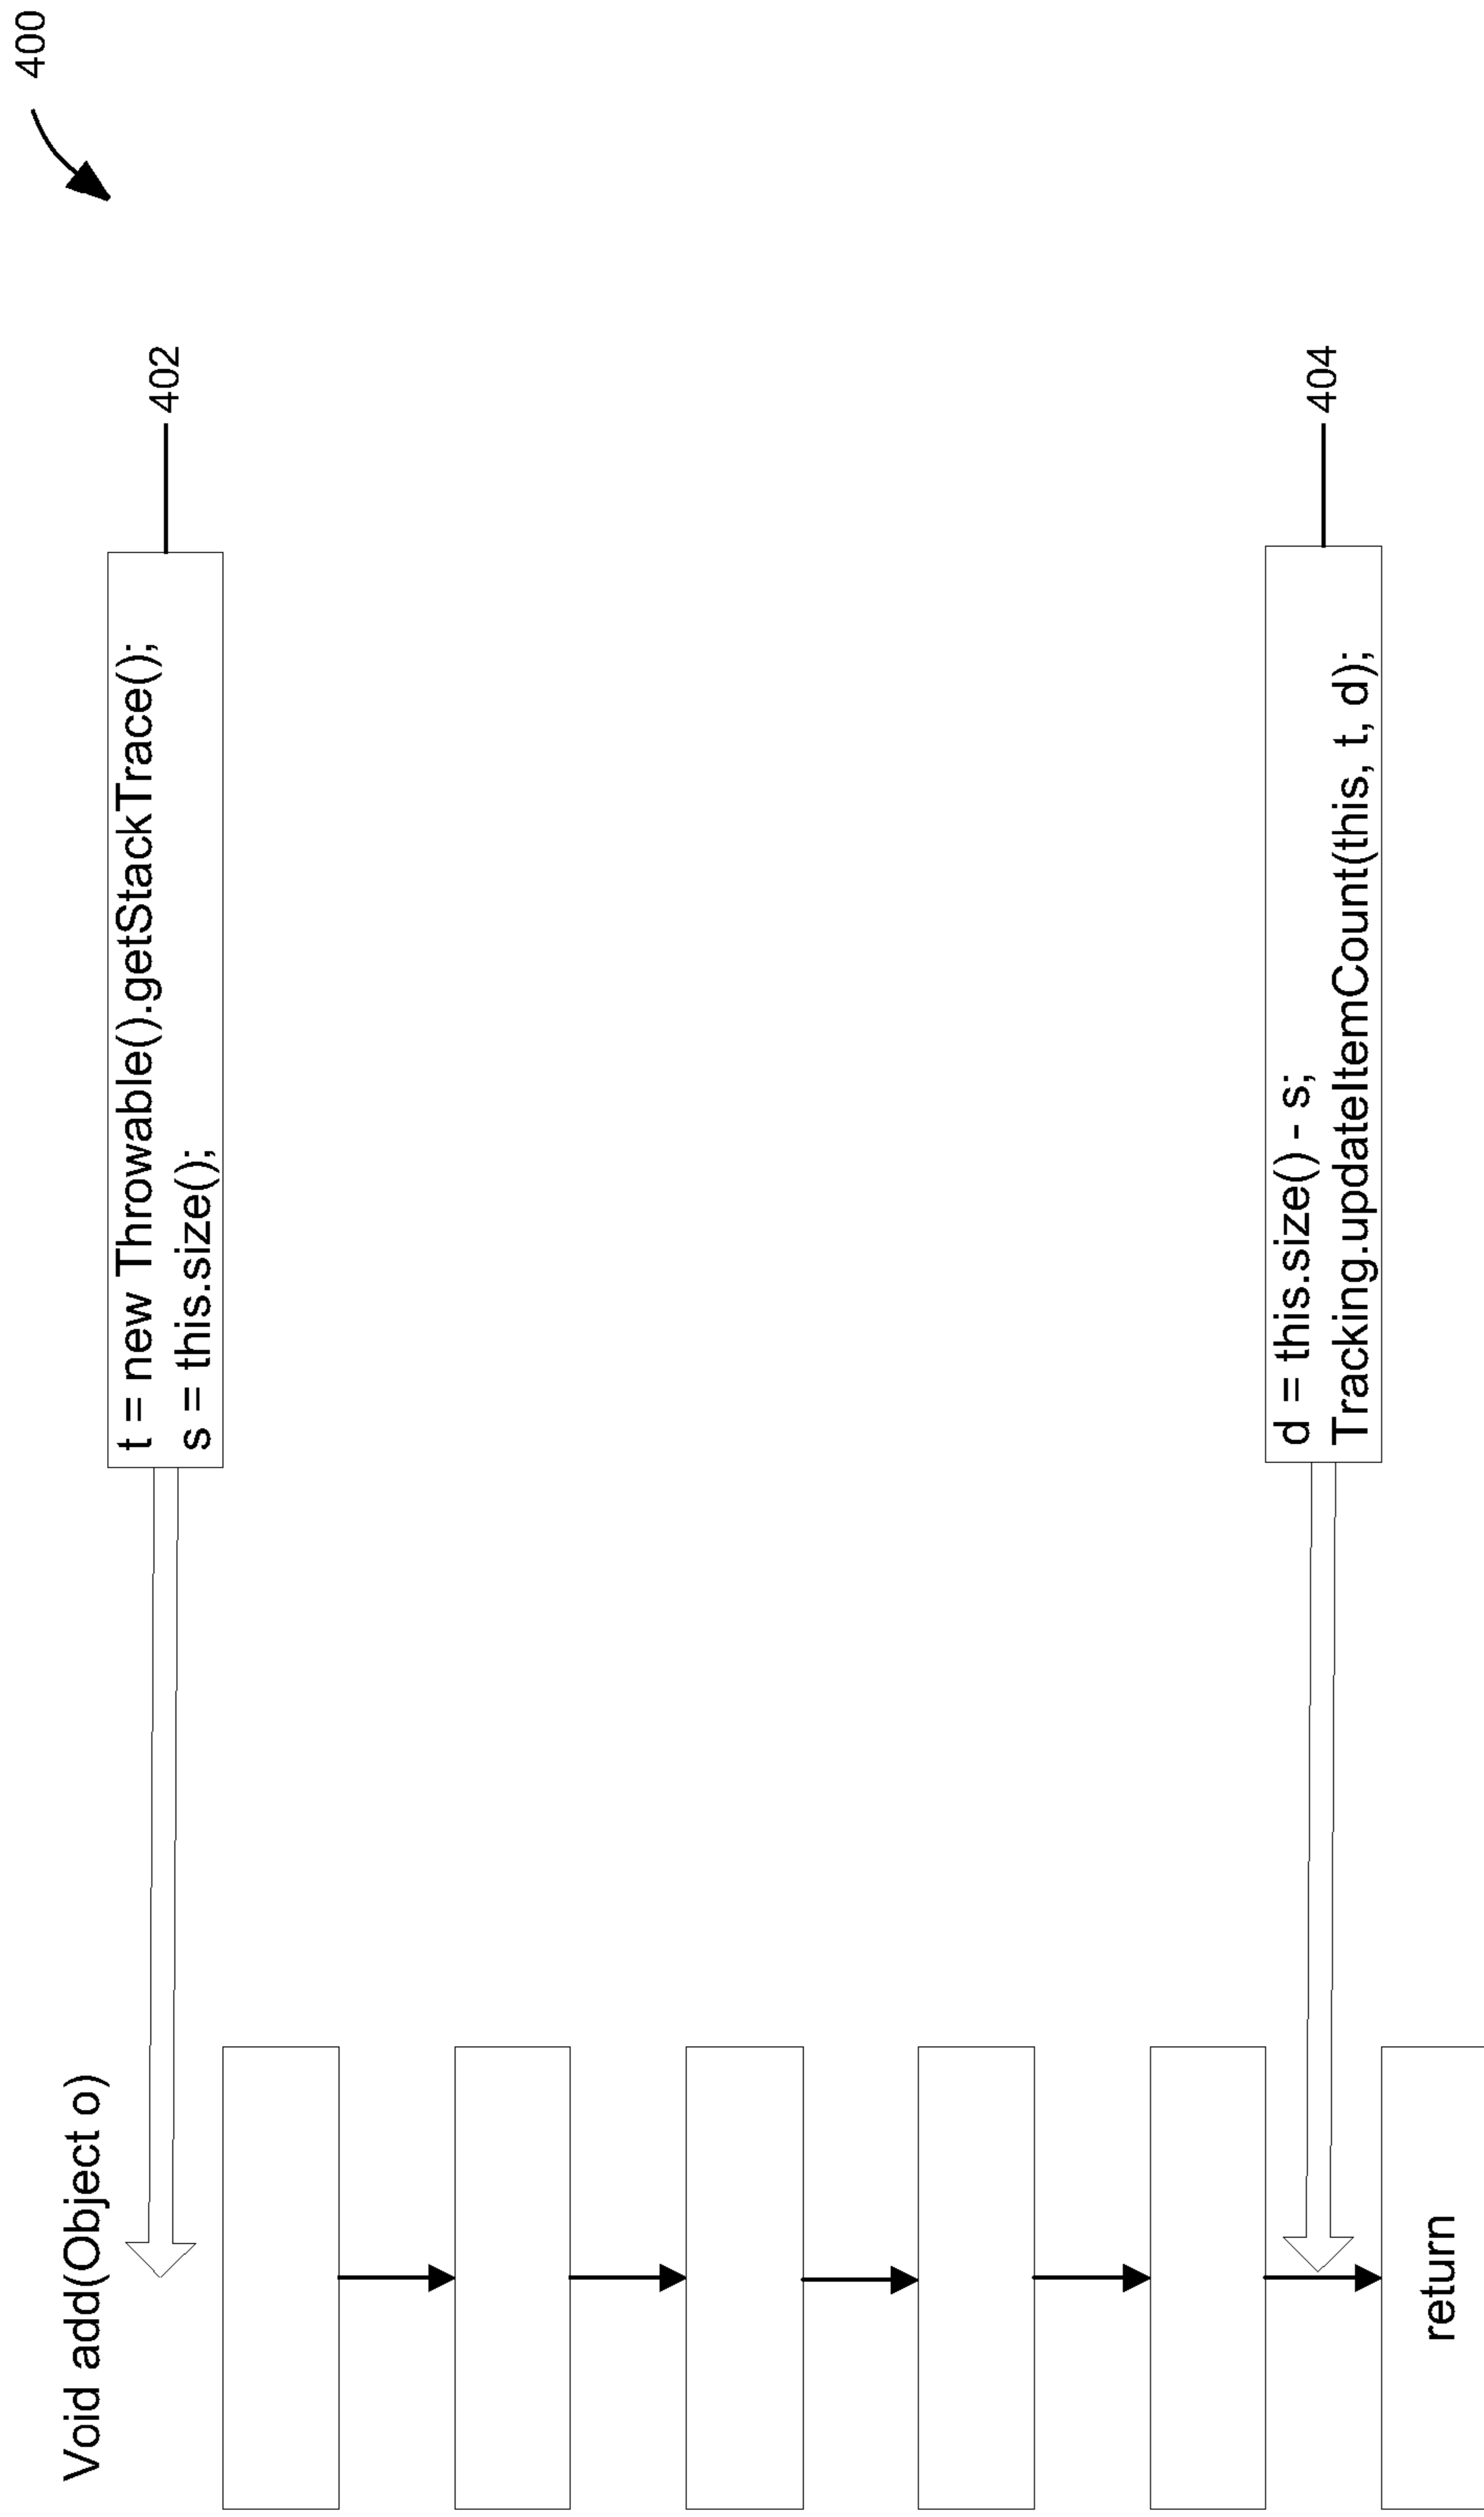 400
Void add(Object o)
t = new Throwable().getStackTrace();
s = this.size();
402
d = this.size() - s;
Tracking.updateItemCount(this, t, d);
404
return